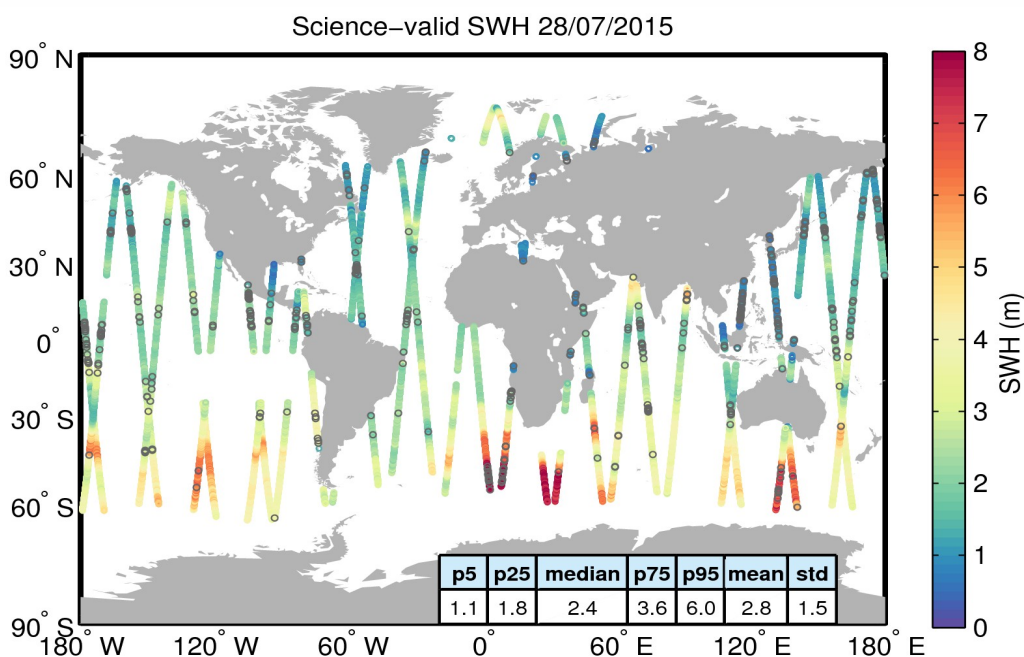 Science−valid SWH 28/07/2015
90° N
60° N
30° N
0°
30° S
60° S
90° S
180° W
120° W
60° W
0°
60° E
120° E
180° E
p5 p25 median p75 p95 mean std
1.1 1.8 2.4 3.6 6.0 2.8 1.5
8
7
6
5
4
3
2
1
0
SWH (m)